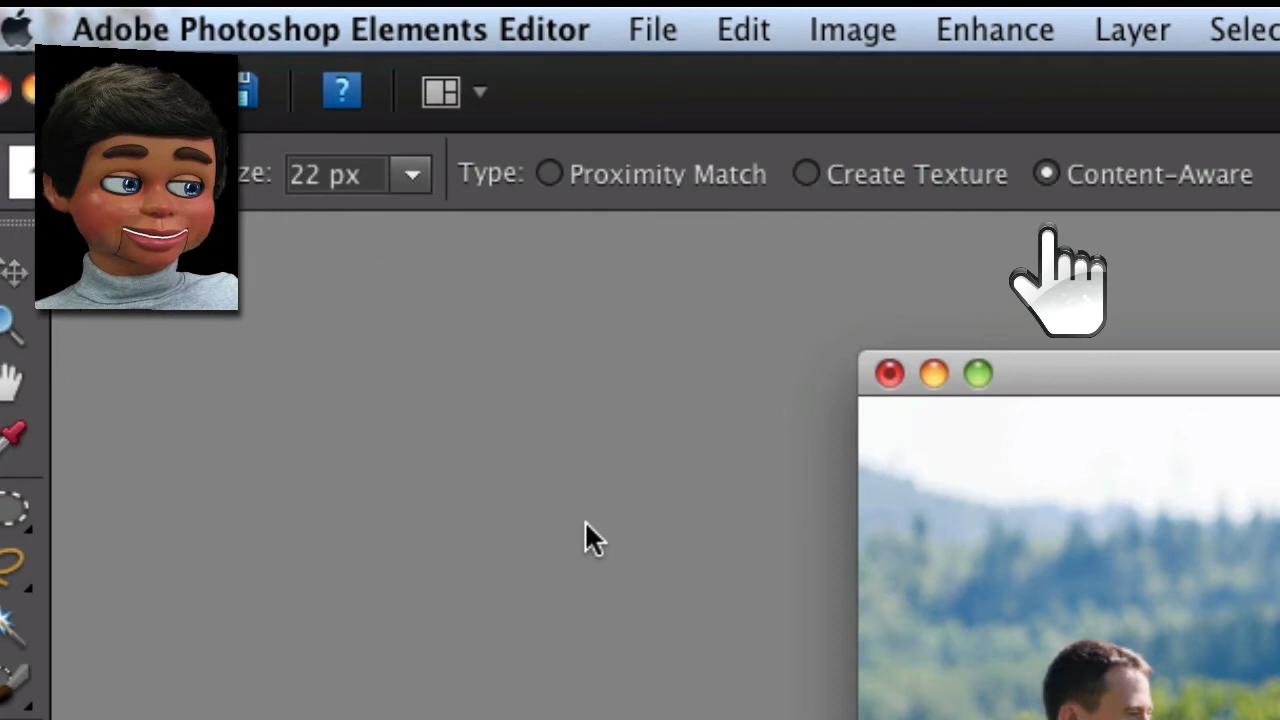 Adobe Photoshop Elements Editor File Edit Image Enhance Layer Selec
?
ze: 22 px Type: Proximity Match Create Texture Content-Aware